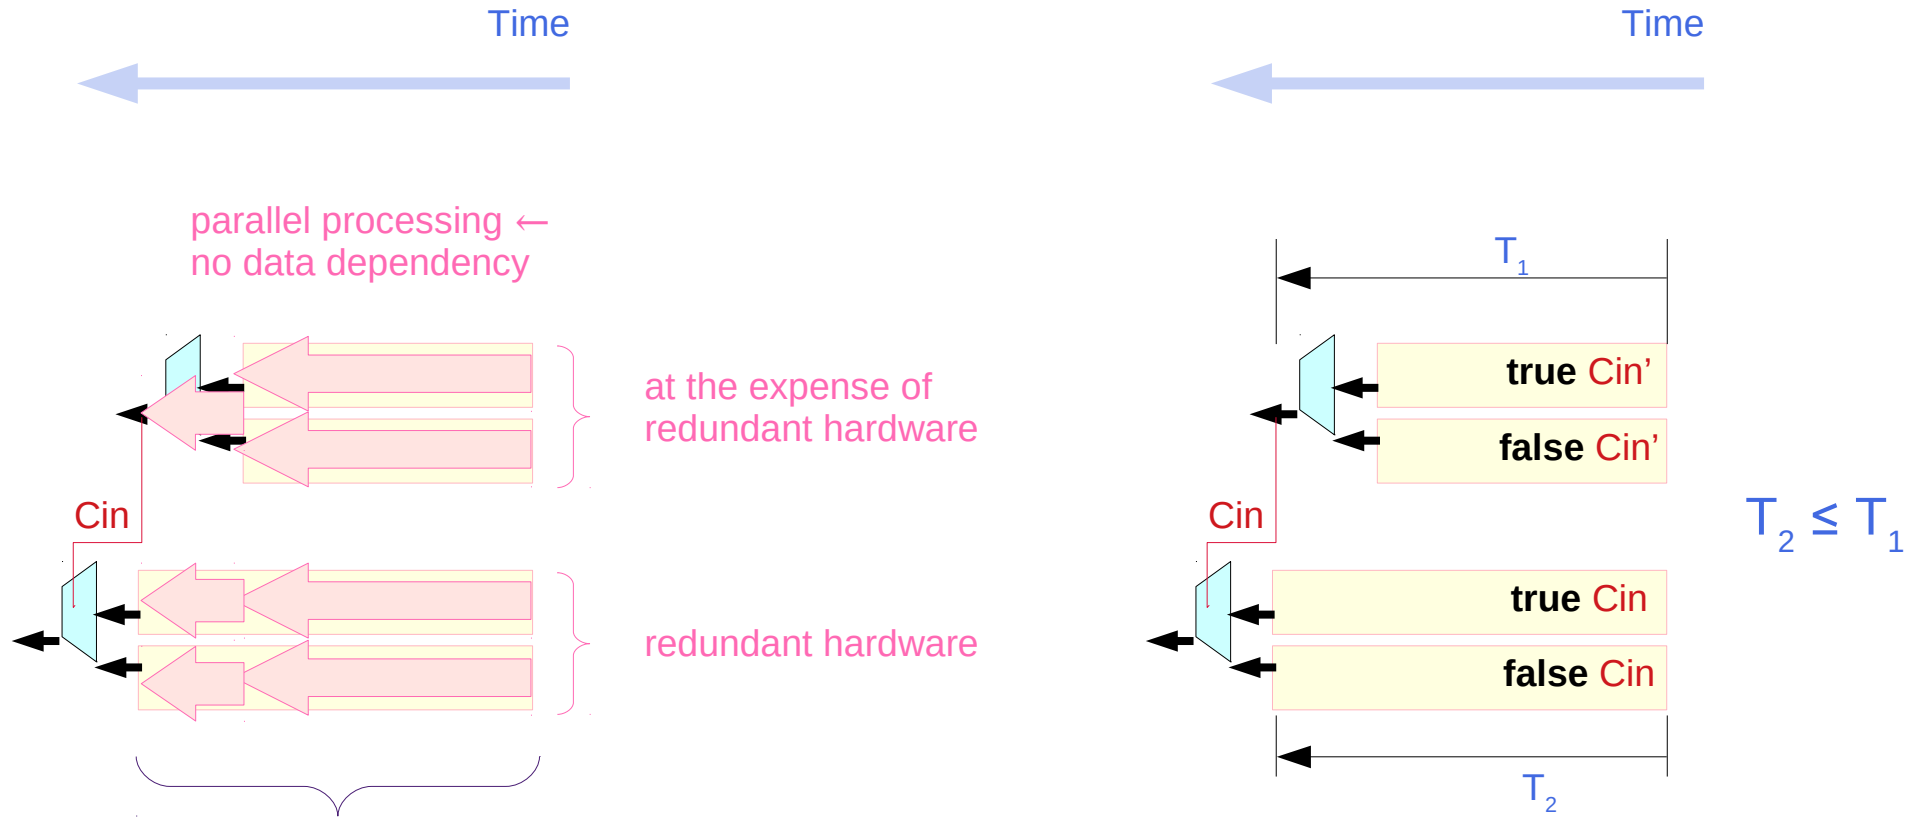 Time
Time
parallel processing ←
no data dependency
T1
at the expense of
redundant hardware
true Cin’
false Cin’
Cin
Cin
T2 ≤ T1
redundant hardware
true Cin
false Cin
T2